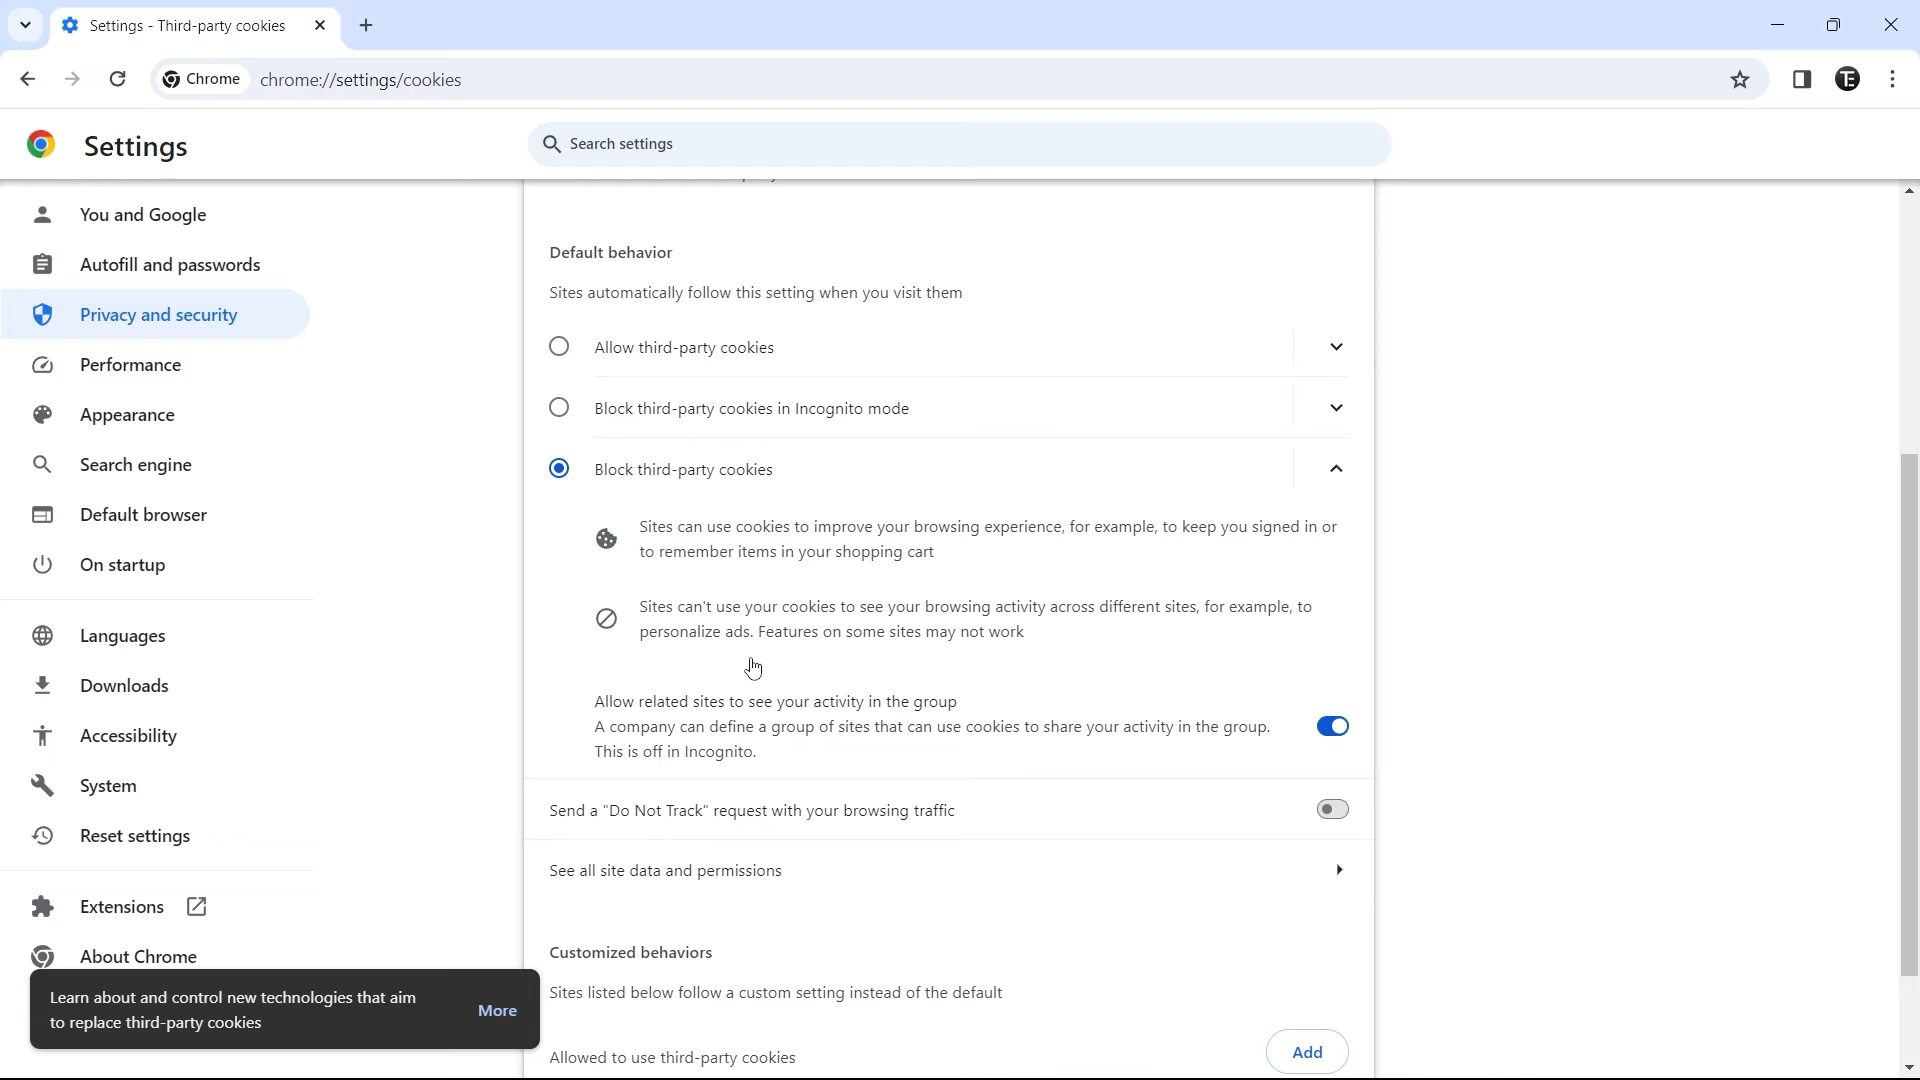 Settings - Third-party cookies
Chrome
chrome://settings/cookies
Settings
Search settings
You and Google
Autofill and passwords
Privacy and security
Performance
Appearance
Search engine
Default browser
On startup
Languages
Downloads
Accessibility
System
Reset settings
Extensions
About Chrome
Learn about and control new technologies that aim
to replace third-party cookies
More
Default behavior
Sites automatically follow this setting when you visit them
Allow third-party cookies
Block third-party cookies in Incognito mode
Block third-party cookies
Sites can use cookies to improve your browsing experience, for example, to keep you signed in or
to remember items in your shopping cart
Sites can't use your cookies to see your browsing activity across different sites, for example, to
personalize ads. Features on some sites may not work
Allow related sites to see your activity in the group
A company can define a group of sites that can use cookies to share your activity in the group.
This is off in Incognito.
Send a "Do Not Track" request with your browsing traffic
See all site data and permissions
Customized behaviors
Sites listed below follow a custom setting instead of the default
Allowed to use third-party cookies
Add